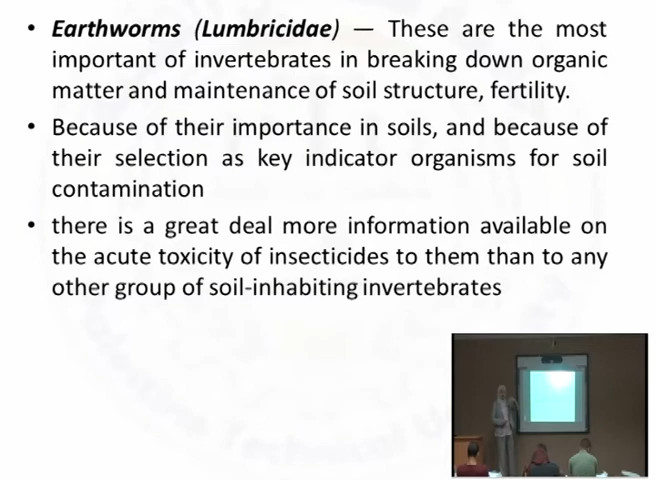 • Earthworms (Lumbricidae) — These are the most
important of invertebrates in breaking down organic
matter and maintenance of soil structure, fertility.
• Because of their importance in soils, and because of
their selection as key indicator organisms for soil
contamination
• there is a great deal more information available on
the acute toxicity of insecticides to them than to any
other group of soil-inhabiting invertebrates